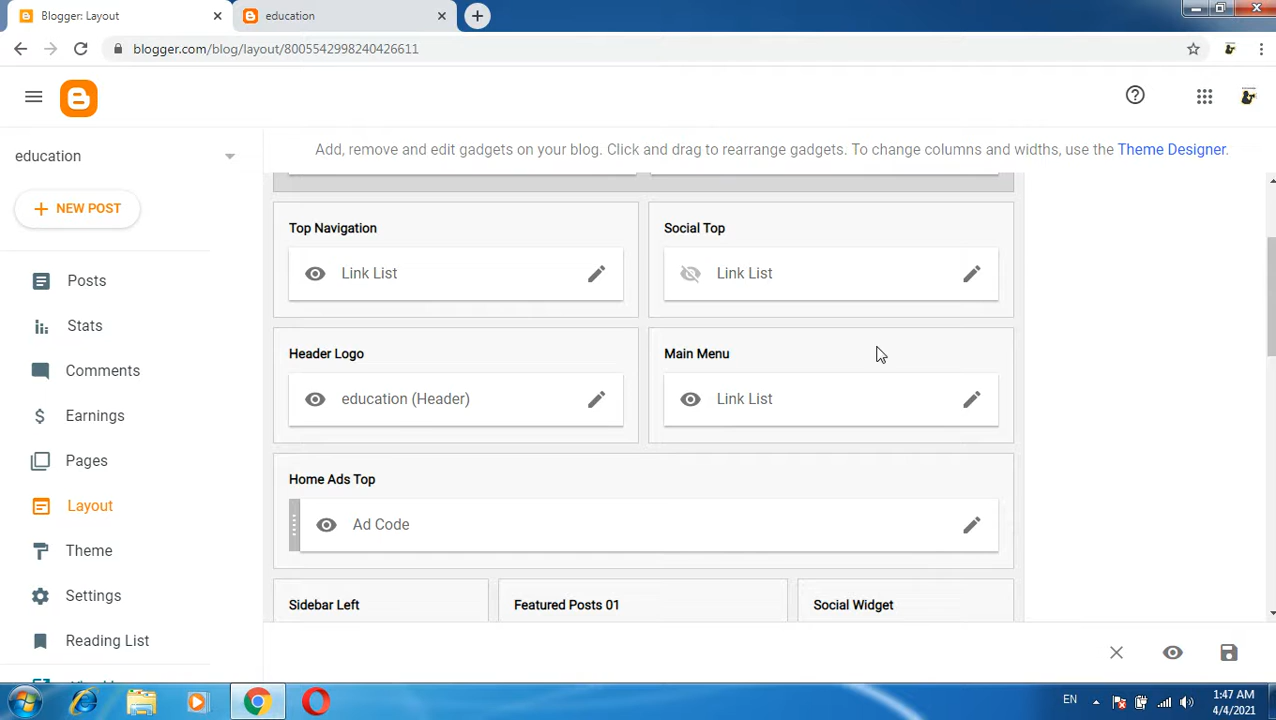 Blogger: Layout
education
blogger.com/blog/layout/8005542998240426611
education
NEW POST
Posts
Stats
Comments
Earnings
Pages
Layout
Theme
Settings
Reading List
Add, remove and edit gadgets on your blog. Click and drag to rearrange gadgets. To change columns and widths, use the Theme Designer.
Top Navigation
Link List
Social Top
Link List
Header Logo
education (Header)
Main Menu
Link List
Home Ads Top
Ad Code
Sidebar Left
Featured Posts 01
Social Widget
EN
1:47 AM
4/4/2021